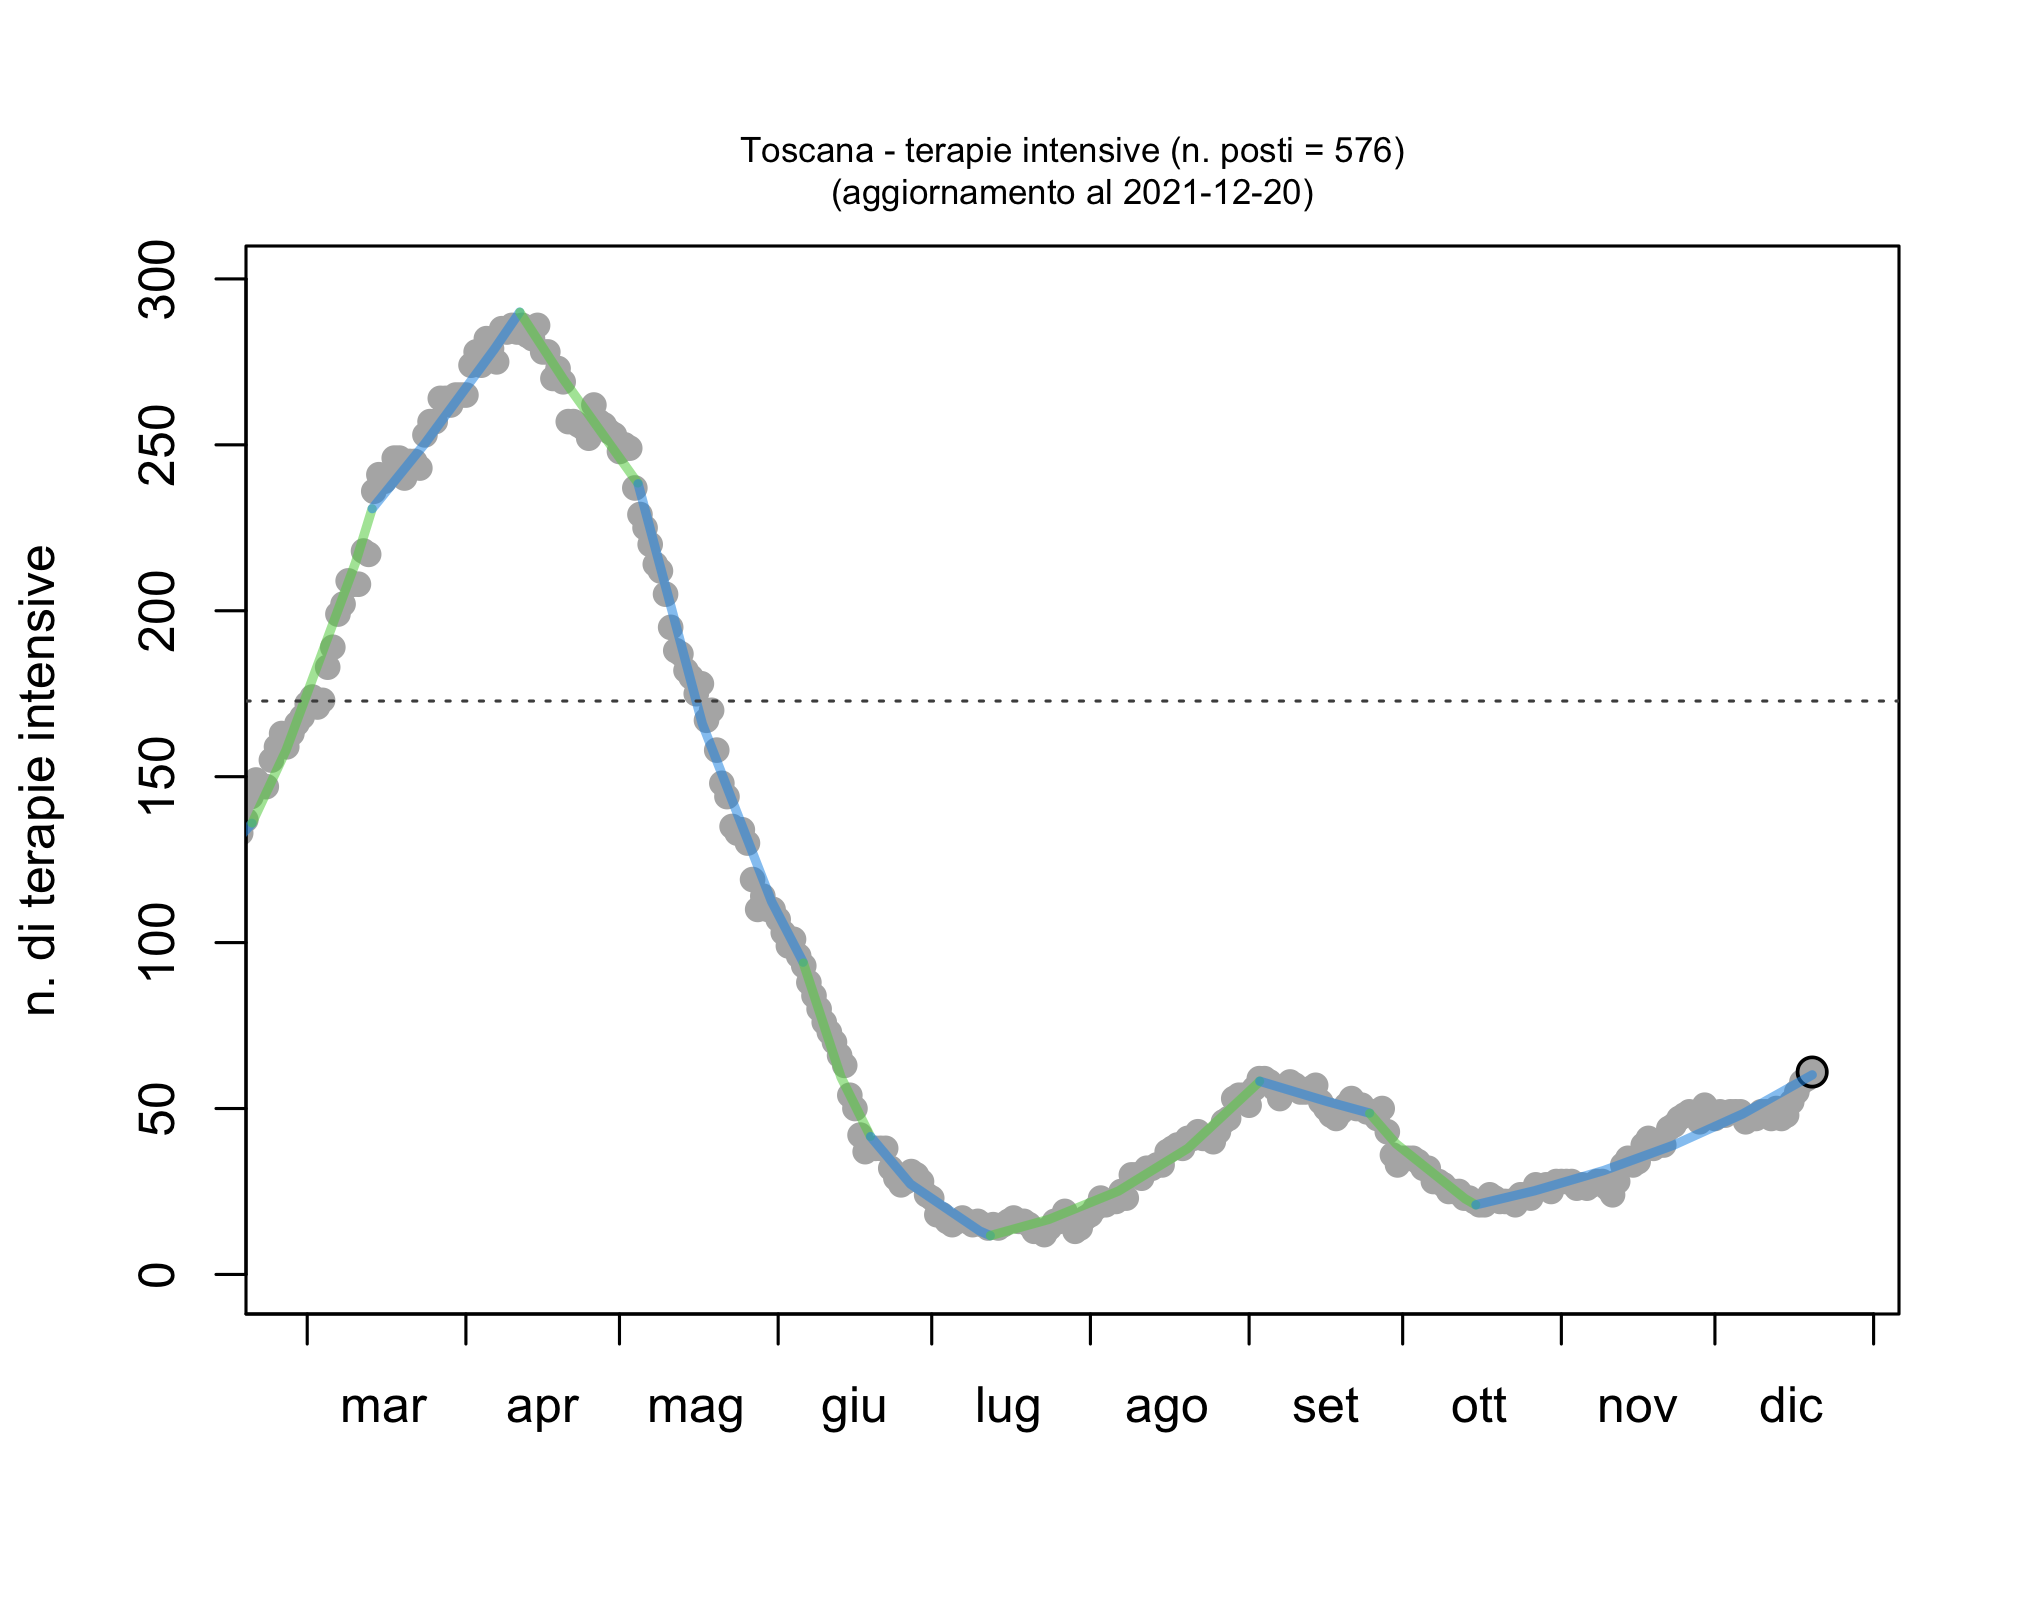 Toscana - terapie intensive (n. posti = 576)
(aggiornamento al 2021-12-20)
n. di terapie intensive
300
250
200
150
100
50
0
mar apr mag giu lug ago set ott nov dic